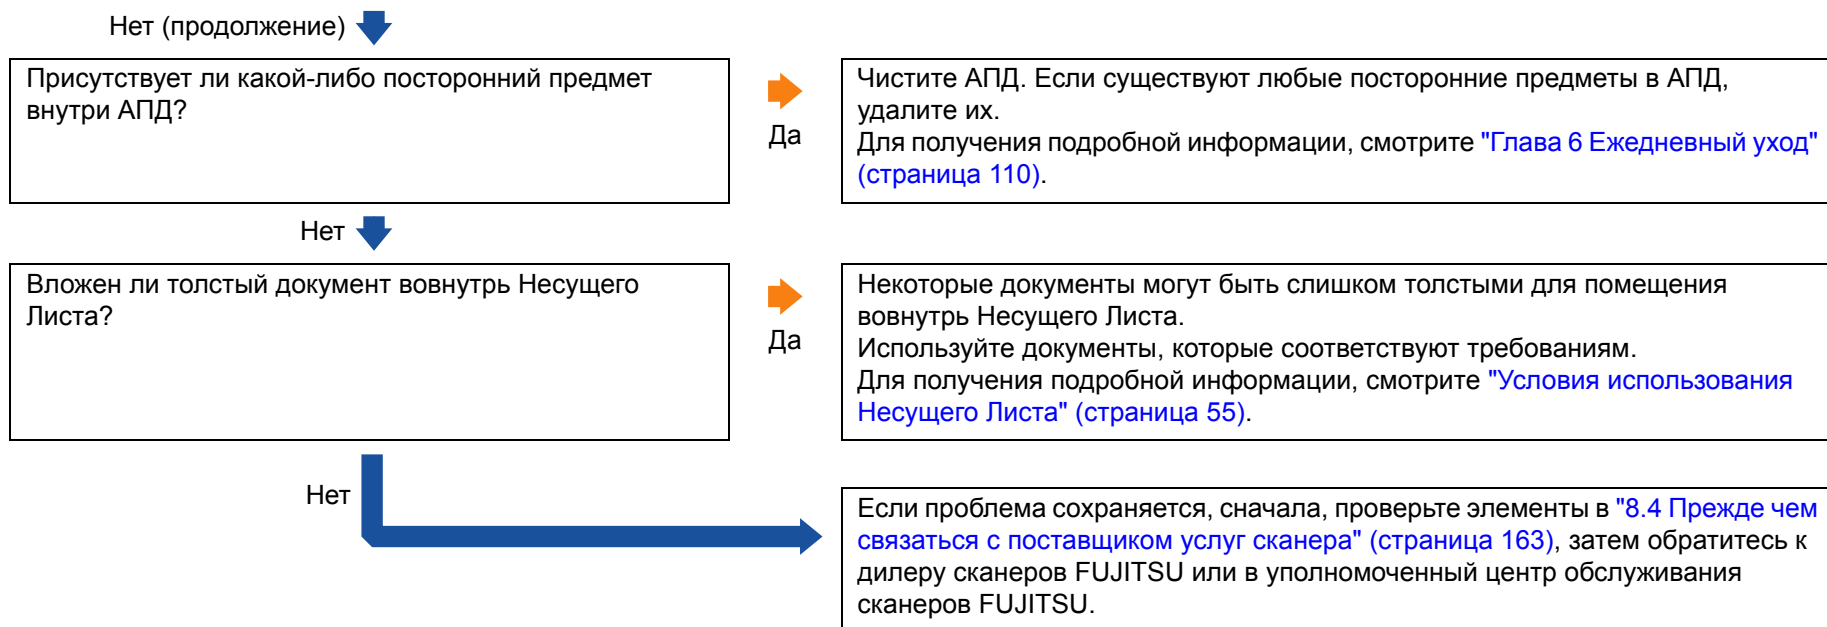 Нет (продолжение)
Присутствует ли какой-либо посторонний предмет
внутри АПД?
Да
Чистите АПД. Если существуют любые посторонние предметы в АПД,
удалите их.
Для получения подробной информации, смотрите "Глава 6 Ежедневный уход"
(страница 110).
Нет
Вложен ли толстый документ вовнутрь Несущего
Листа?
Да
Некоторые документы могут быть слишком толстыми для помещения
вовнутрь Несущего Листа.
Используйте документы, которые соответствуют требованиям.
Для получения подробной информации, смотрите "Условия использования
Несущего Листа" (страница 55).
Нет
Если проблема сохраняется, сначала, проверьте элементы в "8.4 Прежде чем
связаться с поставщиком услуг сканера" (страница 163), затем обратитесь к
дилеру сканеров FUJITSU или в уполномоченный центр обслуживания
сканеров FUJITSU.